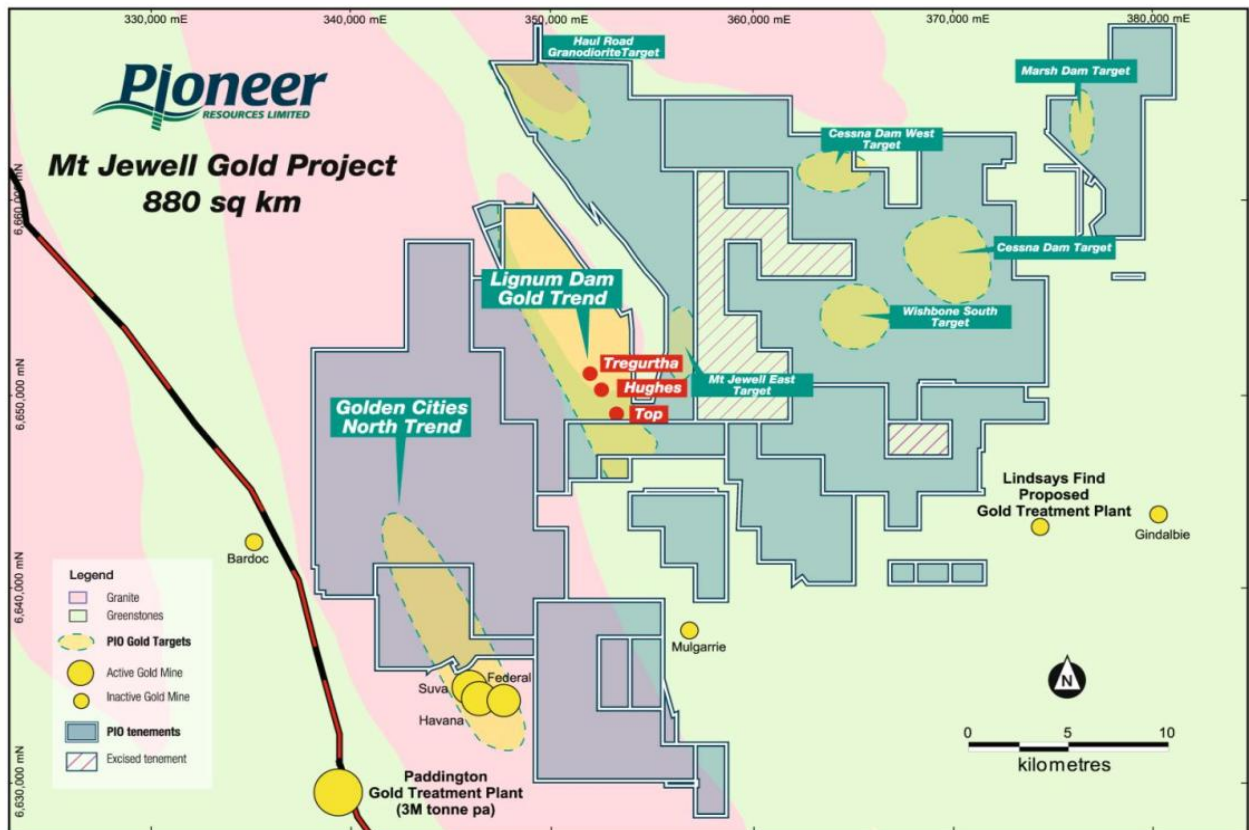 330,000 mE
340,000 mE
350,000 mE
360,000 mE
370,000 mE
380,000 mE
Haul Road
GranodioriteTarget
Marsh Dam Target
Pioneer
RESOURCES LIMITED
Cessna Dam West
Target
Mt Jewell Gold Project
880 sq km
6,660,000 mN
Cessna Dam Target
Lignum Dam
Gold Trend
Wishbone South
Target
Tregurtha
Mt Jewell East
Target
Hughes
6,650,000 mN
Top
Golden Cities
North Trend
Lindsays Find
Proposed
Gold Treatment Plant
Gindalbie
Bardoc
6,640,000 mN
Legend
Granite
Greenstones
PIO Gold Targets
Active Gold Mine
Inactive Gold Mine
PIO tenements
Excised tenement
Mulgarrie
Suva
Federal
Havana
N
0 5 10
kilometres
6,630,000 mN
Paddington
Gold Treatment Plant
(3M tonne pa)